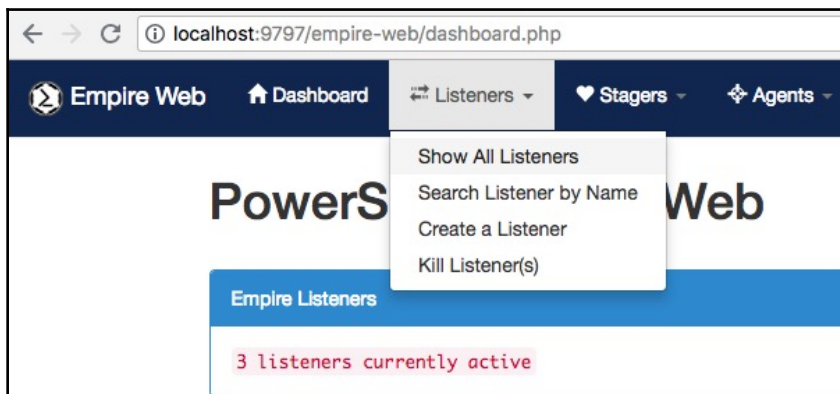 localhost:9797/empire-web/dashboard.php
Empire Web Dashboard Listeners Stagers Agents
Show All Listeners
Search Listener by Name
Create a Listener
Kill Listener(s)
PowerS Web
Empire Listeners
3 listeners currently active